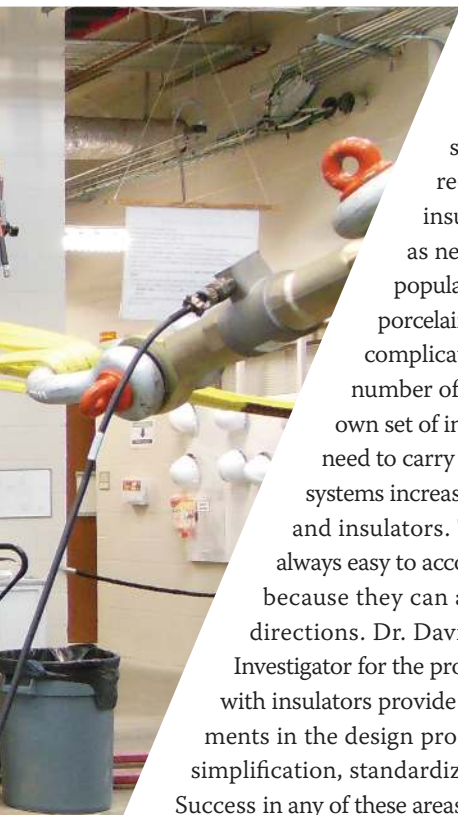 s
re
insu
as ne
popula
porcelai
complicat
number of
own set of in
need to carry
systems increas
and insulators.
always easy to acco
because they can a
directions. Dr. Davi
Investigator for the pro
with insulators provide
ments in the design pro
simplification, standardiz
Success in any of these areas